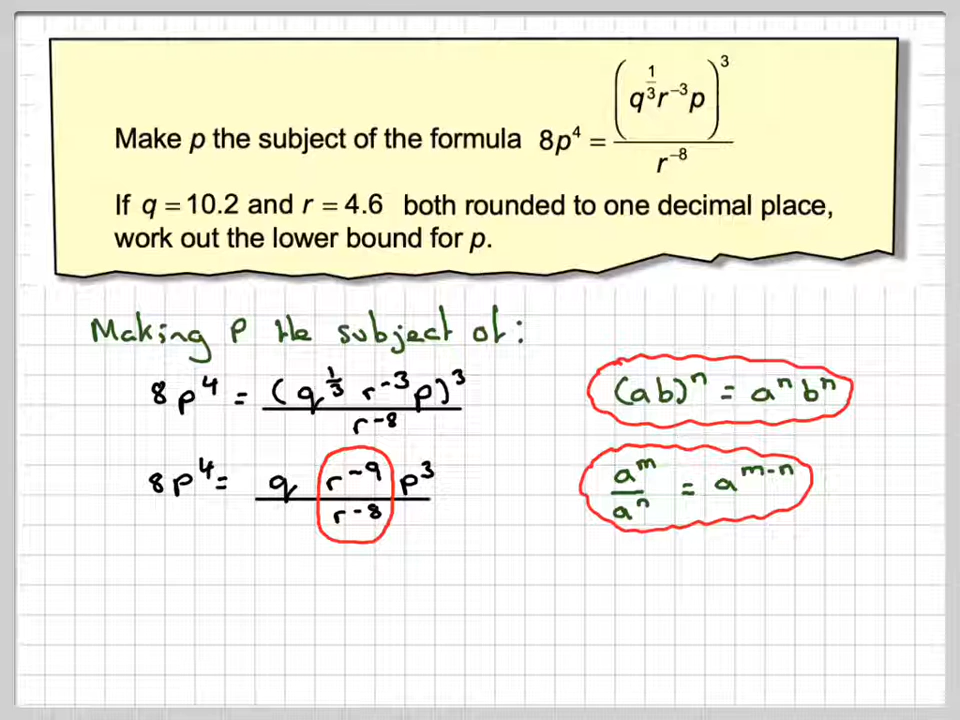 Make p the subject of the formula 8p⁴ = (q^{1/3}r⁻³p)³ / r⁻⁸
If q = 10.2 and r = 4.6 both rounded to one decimal place,
work out the lower bound for p.
Making P the subject of:
8p⁴ = (q^{1/3} r⁻³ p)³ / r⁻⁸
(ab)ⁿ = aⁿbⁿ
8p⁴ = q r⁻⁹ p³ / r⁻⁸
aᵐ / aⁿ = a^{m-n}